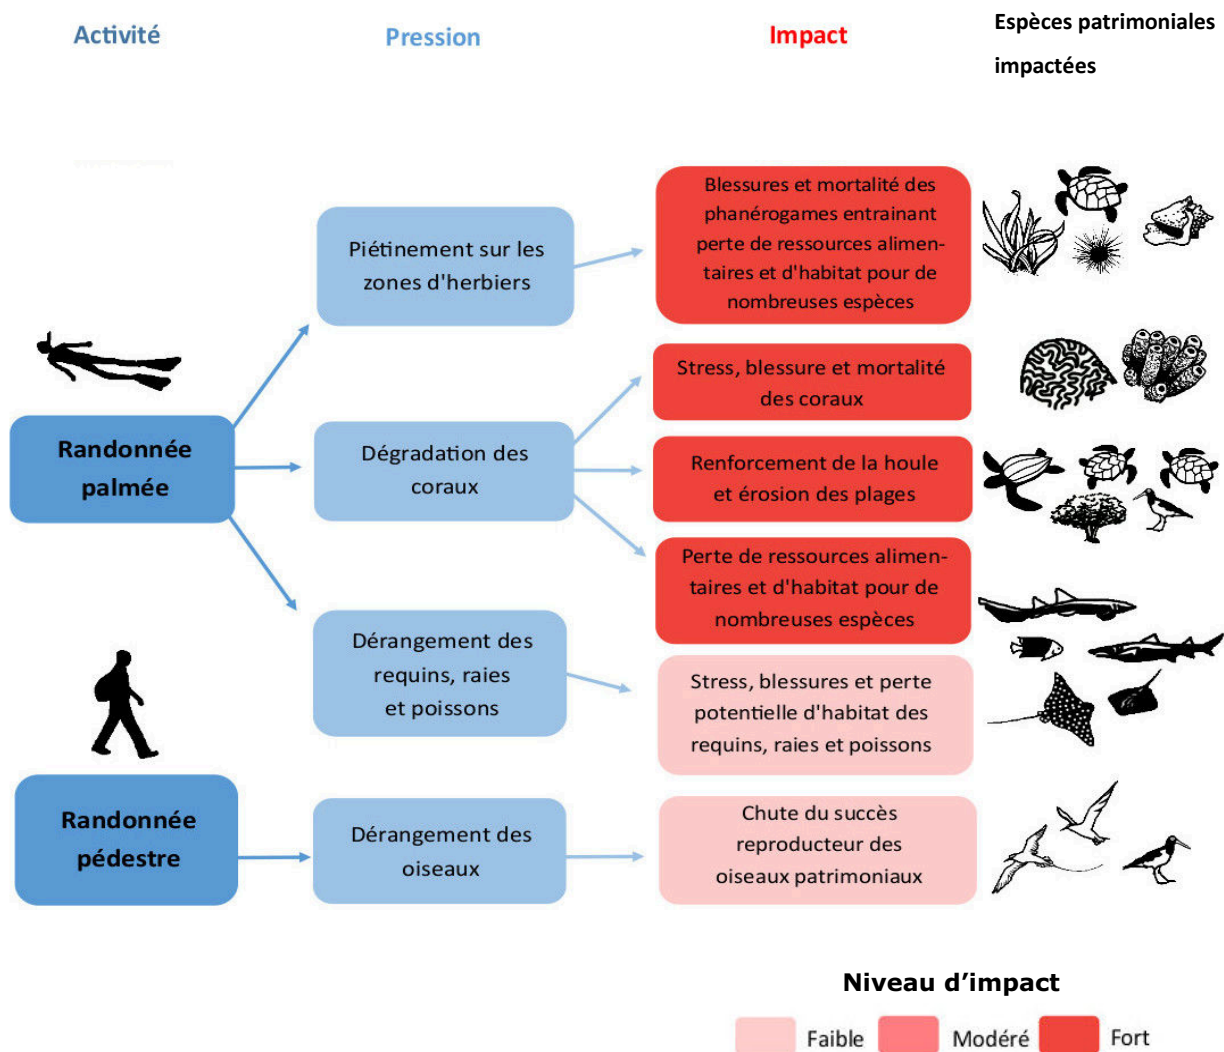 Activité
Pression
Impact
Espèces patrimoniales
impactées
Blessures et mortalité des
phanérogames entrainant
perte de ressources alimen-
taires et d'habitat pour de
nombreuses espèces
Piétinement sur les
zones d'herbiers
Stress, blessure et mortalité
des coraux
Randonnée
palmée
Dégradation des
coraux
Renforcement de la houle
et érosion des plages
Perte de ressources alimen-
taires et d'habitat pour de
nombreuses espèces
Dérangement des
requins, raies
et poissons
Stress, blessures et perte
potentielle d'habitat des
requins, raies et poissons
Randonnée
pédestre
Dérangement des
oiseaux
Chute du succès
reproducteur des
oiseaux patrimoniaux
Niveau d’impact
Faible
Modéré
Fort